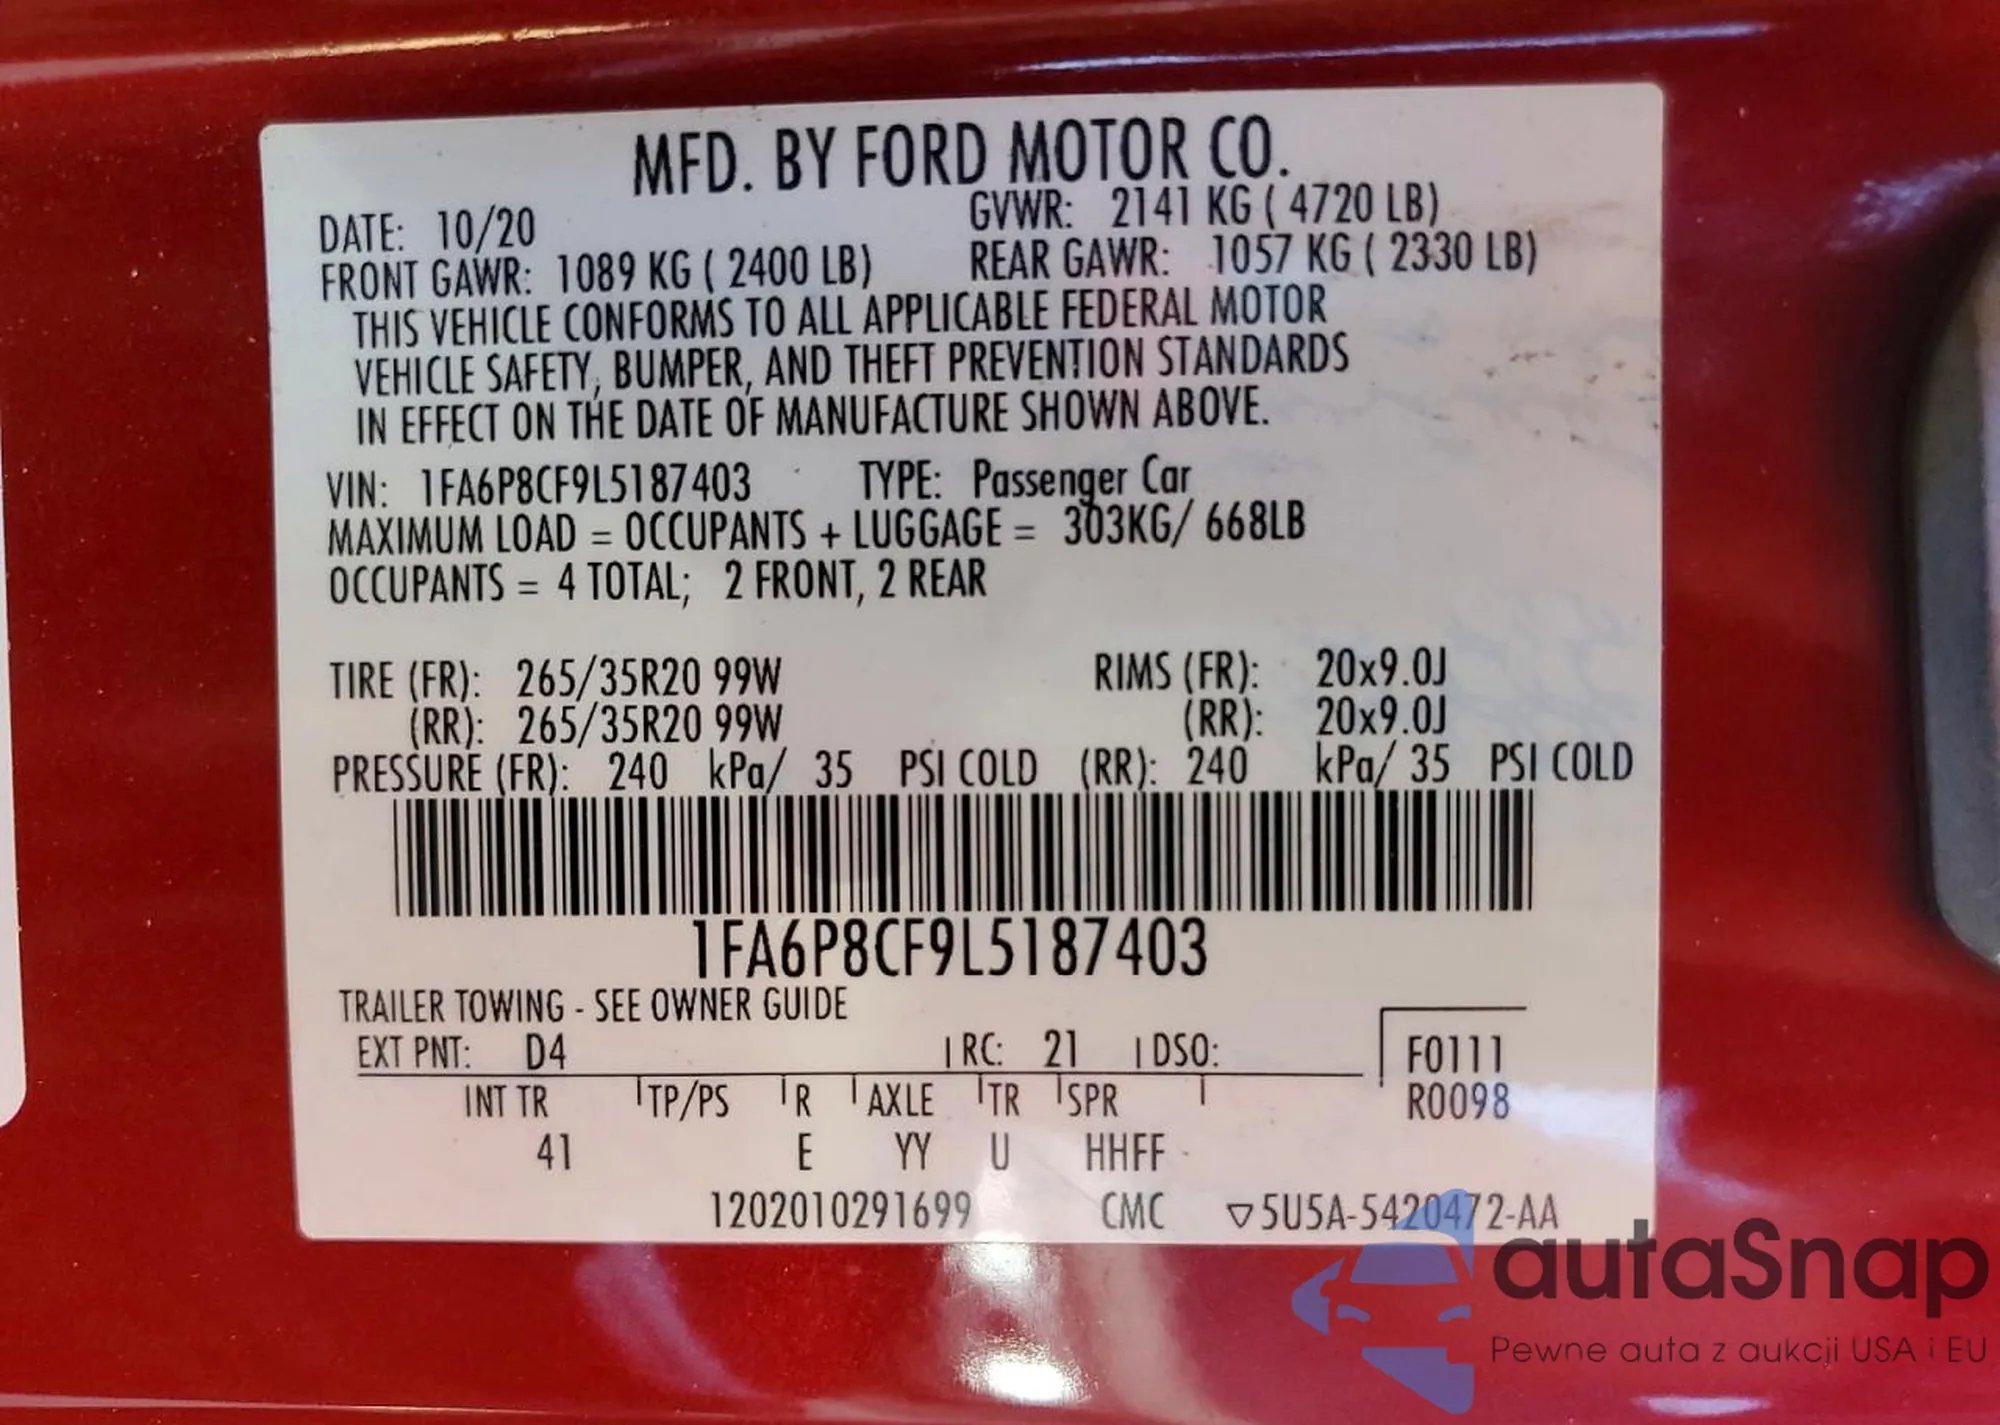 MFD. BY FORD MOTOR CO.
DATE: 10/20 GVWR: 2141 KG ( 4720 LB)
FRONT GAWR: 1089 KG ( 2400 LB) REAR GAWR: 1057 KG ( 2330 LB)
THIS VEHICLE CONFORMS TO ALL APPLICABLE FEDERAL MOTOR
VEHICLE SAFETY, BUMPER, AND THEFT PREVENTION STANDARDS
IN EFFECT ON THE DATE OF MANUFACTURE SHOWN ABOVE.
VIN: 1FA6P8CF9L5187403 TYPE: Passenger Car
MAXIMUM LOAD = OCCUPANTS + LUGGAGE = 303KG/ 668LB
OCCUPANTS = 4 TOTAL; 2 FRONT, 2 REAR
TIRE (FR): 265/35R20 99W RIMS (FR): 20x9.0J
(RR): 265/35R20 99W (RR): 20x9.0J
PRESSURE (FR): 240 kPa/ 35 PSI COLD (RR): 240 kPa/ 35 PSI COLD
1FA6P8CF9L5187403
TRAILER TOWING - SEE OWNER GUIDE
EXT PNT: D4 RC: 21 DSO: F0111
INT TR TP/PS R AXLE TR SPR R0098
41 E YY U HHFF
1202010291699 CMC ▽5U5A-5420472-AA
autaSnap
Pewne auta z aukcji USA i EU